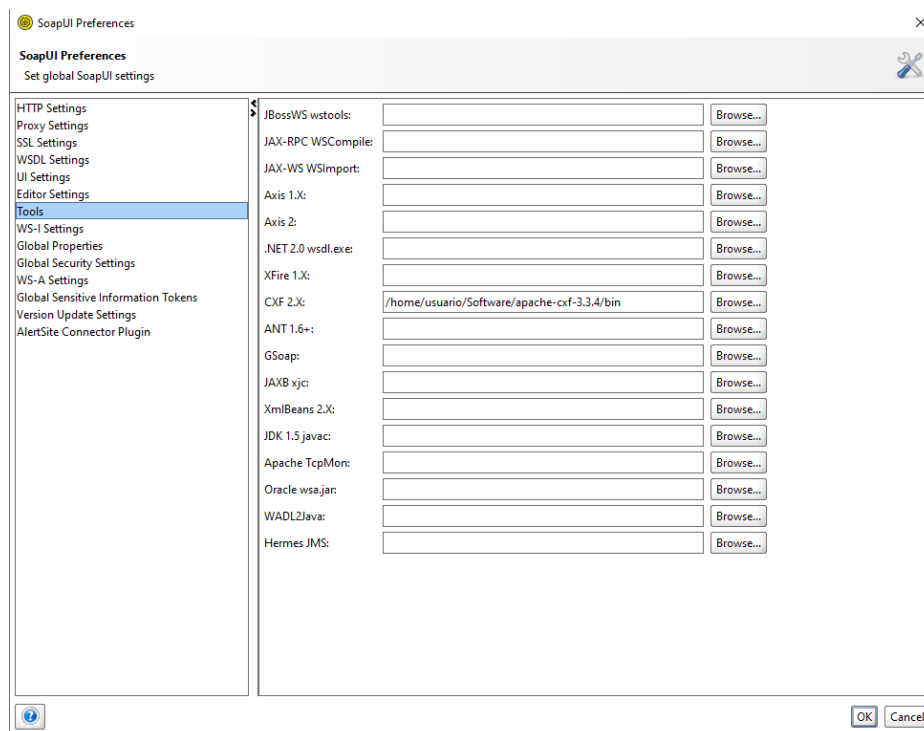 SoapUI Preferences
SoapUI Preferences
Set global SoapUI settings
HTTP Settings
Proxy Settings
SSL Settings
WSDL Settings
UI Settings
Editor Settings
Tools
WS-I Settings
Global Properties
Global Security Settings
WS-A Settings
Global Sensitive Information Tokens
Version Update Settings
AlertSite Connector Plugin
JBossWS wstools: Browse...
JAX-RPC WSCompile: Browse...
JAX-WS WSImport: Browse...
Axis 1.X: Browse...
Axis 2: Browse...
.NET 2.0 wsdl.exe: Browse...
XFire 1.X: Browse...
CXF 2.X: /home/usuario/Software/apache-cxf-3.3.4/bin Browse...
ANT 1.6+: Browse...
GSoap: Browse...
JAXB xjc: Browse...
XmlBeans 2.X: Browse...
JDK 1.5 javac: Browse...
Apache TcpMon: Browse...
Oracle wsa.jar: Browse...
WADL2Java: Browse...
Hermes JMS: Browse...
OK Cancel